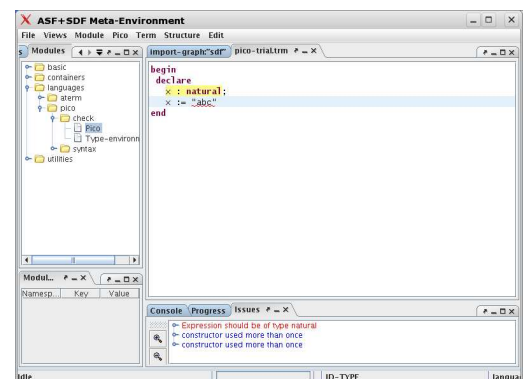 ASF+SDF Meta-Environment
File Views Module Pico Term Structure Edit
s Modules
basic
containers
languages
aterm
pico
check
Pico
Type-environn
syntax
utilities
import-graph:"sdf" pico-trial.trm
begin
declare
x : natural;
x := "abc"
end
Modul...
Namesp... Key Value
Console Progress Issues
Expression should be of type natural
constructor used more than once
constructor used more than once
Idle ID-TYPE langua